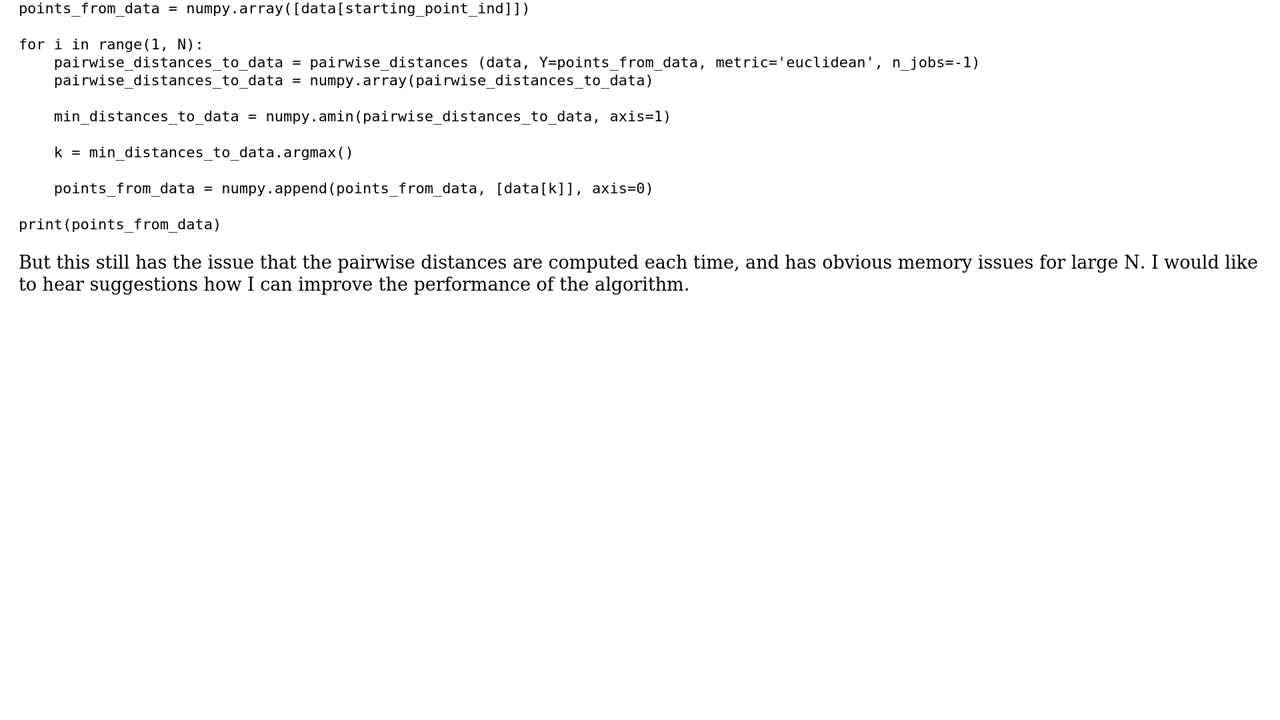 points_from_data = numpy.array([data[starting_point_ind]])

for i in range(1, N):
    pairwise_distances_to_data = pairwise_distances (data, Y=points_from_data, metric='euclidean', n_jobs=-1)
    pairwise_distances_to_data = numpy.array(pairwise_distances_to_data)

    min_distances_to_data = numpy.amin(pairwise_distances_to_data, axis=1)

    k = min_distances_to_data.argmax()

    points_from_data = numpy.append(points_from_data, [data[k]], axis=0)

print(points_from_data)

But this still has the issue that the pairwise distances are computed each time, and has obvious memory issues for large N. I would like
to hear suggestions how I can improve the performance of the algorithm.